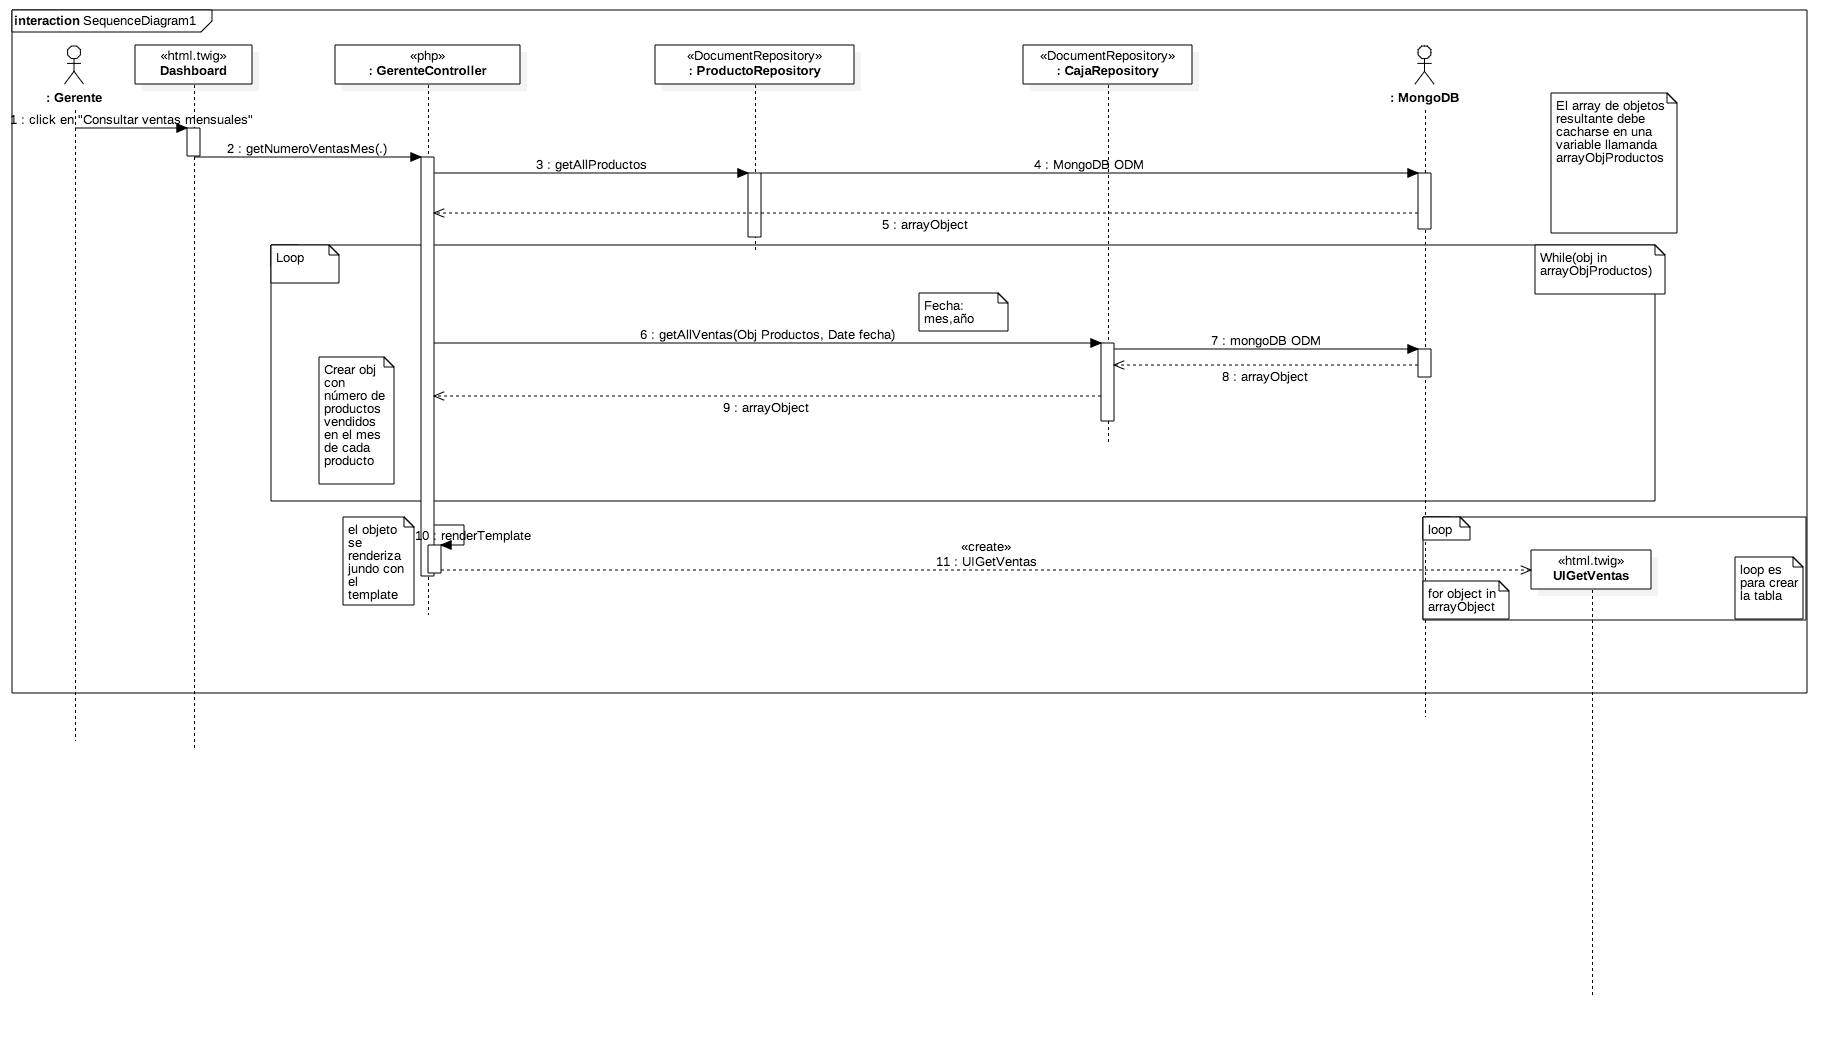 interaction SequenceDiagram1
«html.twig»
Dashboard
«php»
: GerenteController
«DocumentRepository»
: ProductoRepository
«DocumentRepository»
: CajaRepository
: Gerente
: MongoDB
El array de objetos
resultante debe
cacharse en una
variable llamanda
arrayObjProductos
1 : click en "Consultar ventas mensuales"
2 : getNumeroVentasMes(.)
3 : getAllProductos
4 : MongoDB ODM
5 : arrayObject
Loop
While(obj in
arrayObjProductos)
Fecha:
mes,año
6 : getAllVentas(Obj Productos, Date fecha)
7 : mongoDB ODM
8 : arrayObject
9 : arrayObject
Crear obj
con
número de
productos
vendidos
en el mes
de cada
producto
el objeto
se
renderiza
jundo con
el
template
10 : renderTemplate
«create»
11 : UIGetVentas
loop
«html.twig»
UIGetVentas
for object in
arrayObject
loop es
para crear
la tabla